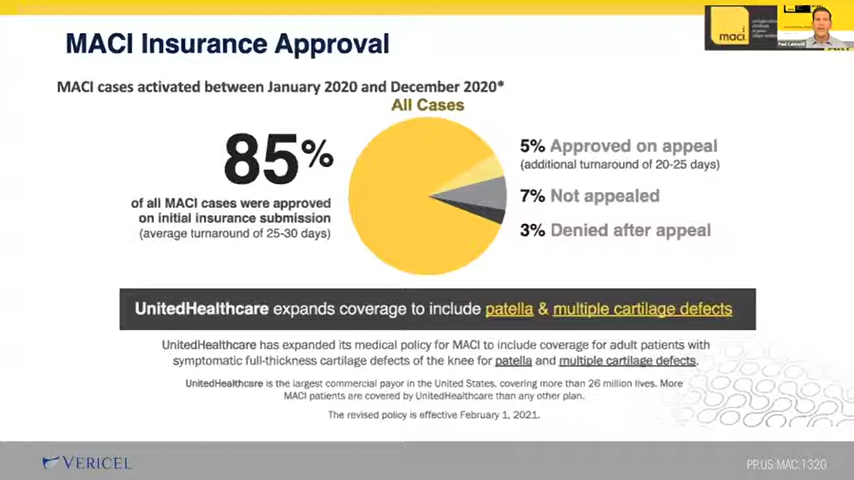 MACI Insurance Approval
maci
Paul Caldwell
MACI cases activated between January 2020 and December 2020*
All Cases
85%
of all MACI cases were approved
on initial insurance submission
(average turnaround of 25-30 days)
5% Approved on appeal
(additional turnaround of 20-25 days)
7% Not appealed
3% Denied after appeal
UnitedHealthcare expands coverage to include patella & multiple cartilage defects
UnitedHealthcare has expanded its medical policy for MACI to include coverage for adult patients with
symptomatic full-thickness cartilage defects of the knee for patella and multiple cartilage defects.
UnitedHealthcare is the largest commercial payor in the United States, covering more than 26 million lives. More
MACI patients are covered by UnitedHealthcare than any other plan.
The revised policy is effective February 1, 2021.
VERICEL
PP.US.MAC.1320